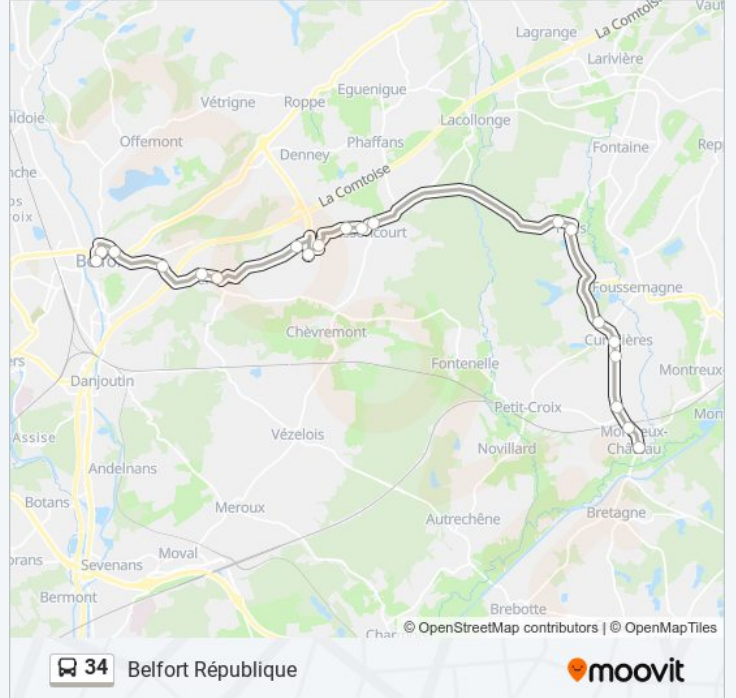 Vaut
La Comtoise
Lagrange
Larivière
Eguenigue
Vétrigne
Roppe
Lacollonge
Offemont
Phaffans
Fontaine
Denney
La Comtoise
Foussemagne
Chèvremont
Fontenelle
Montreux-
Danjoutin
Petit-Croix
Vézelois
Assise
Novillard
Andelnans
Botans
Meroux
Bretagne
Autrechêne
Moval
Sevenans
Bermont
Brebotte
© OpenStreetMap contributors | © OpenMapTiles
34 Belfort République
moovit